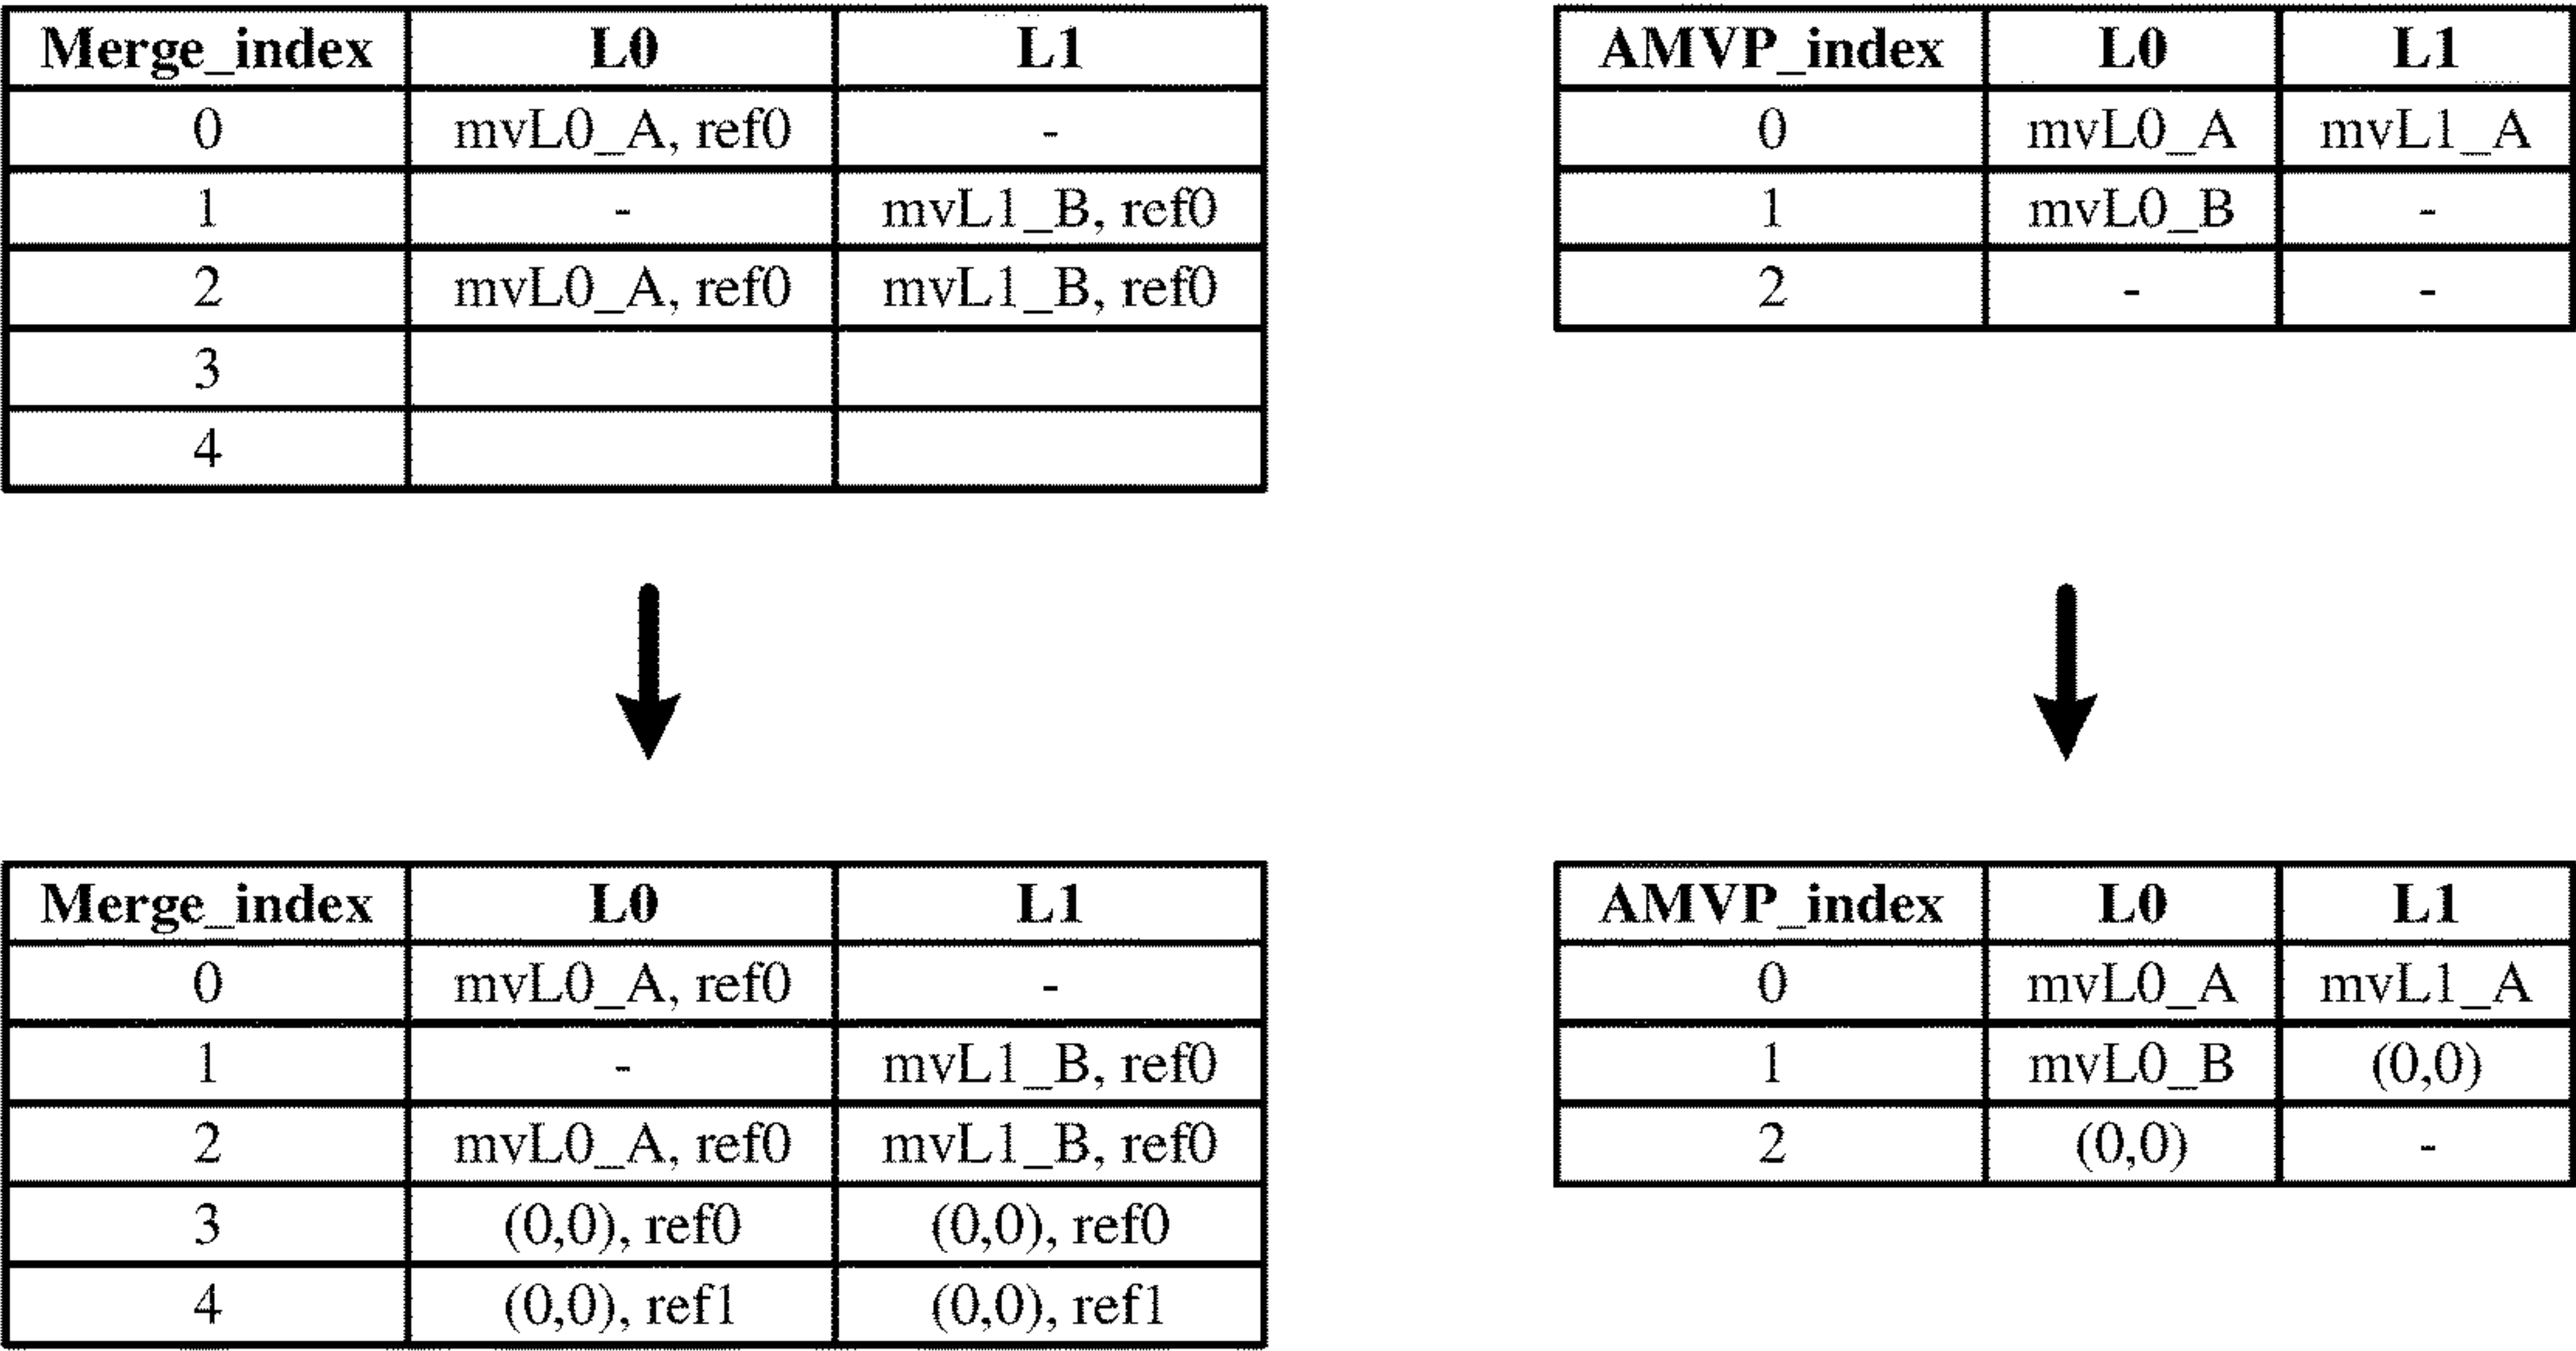 Merge_index L0 L1
0 mvL0_A, ref0 -
1 - mvL1_B, ref0
2 mvL0_A, ref0 mvL1_B, ref0
3
4
AMVP_index L0 L1
0 mvL0_A mvL1_A
1 mvL0_B -
2 - -
Merge_index L0 L1
0 mvL0_A, ref0 -
1 - mvL1_B, ref0
2 mvL0_A, ref0 mvL1_B, ref0
3 (0,0), ref0 (0,0), ref0
4 (0,0), ref1 (0,0), ref1
AMVP_index L0 L1
0 mvL0_A mvL1_A
1 mvL0_B (0,0)
2 (0,0) -